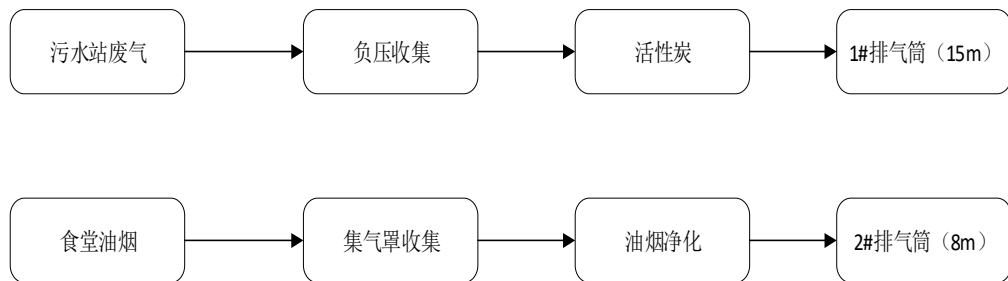 污水站废气
负压收集
活性炭
1#排气筒（15m）
食堂油烟
集气罩收集
油烟净化
2#排气筒（8m）